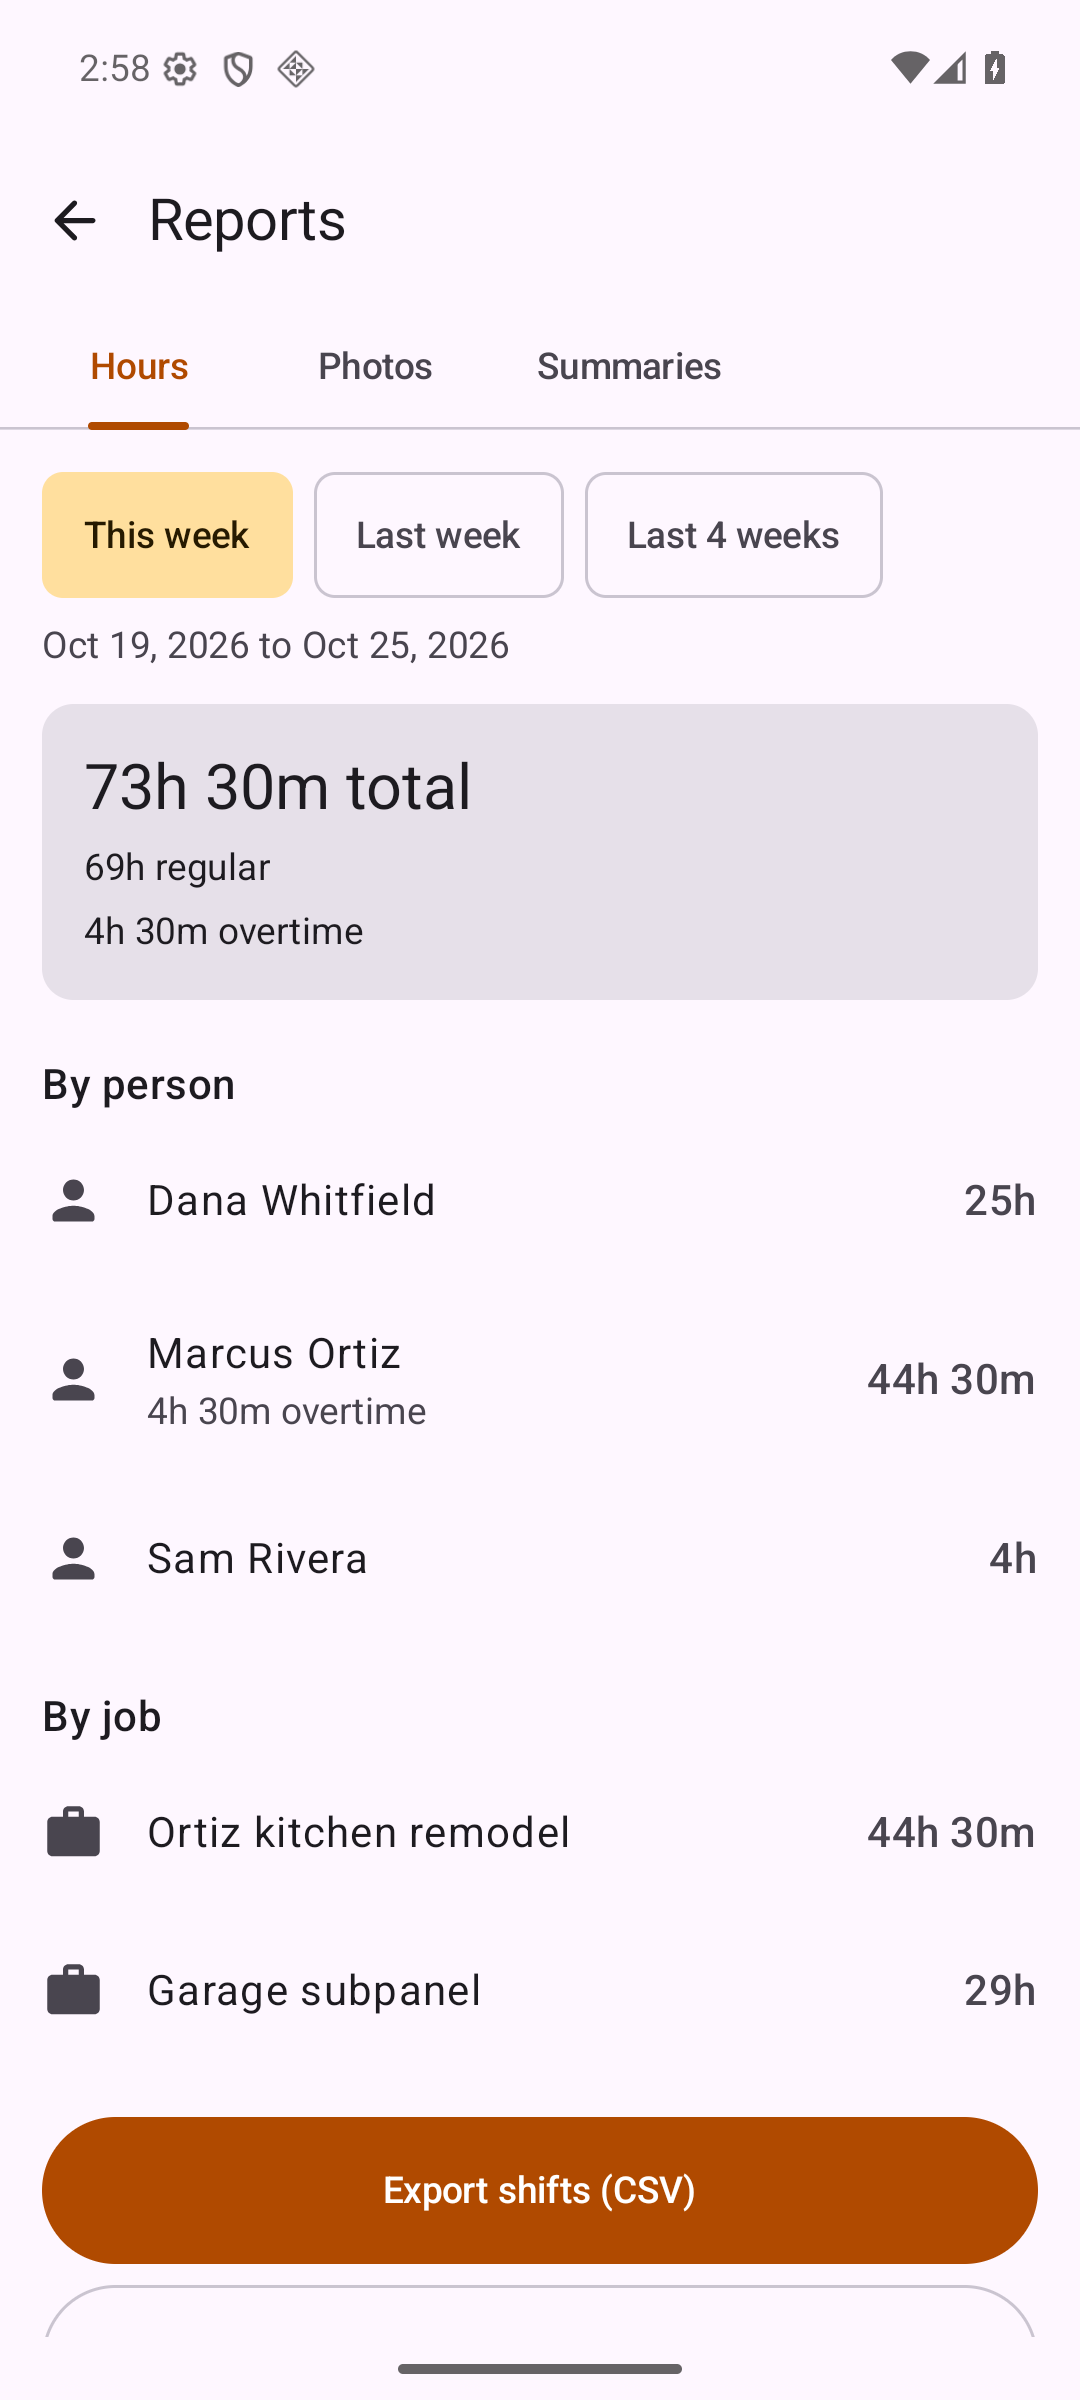 2:58
Reports
Hours Photos Summaries
This week Last week Last 4 weeks
Oct 19, 2026 to Oct 25, 2026
73h 30m total
69h regular
4h 30m overtime
By person
Dana Whitfield 25h
Marcus Ortiz 44h 30m
4h 30m overtime
Sam Rivera 4h
By job
Ortiz kitchen remodel 44h 30m
Garage subpanel 29h
Export shifts (CSV)